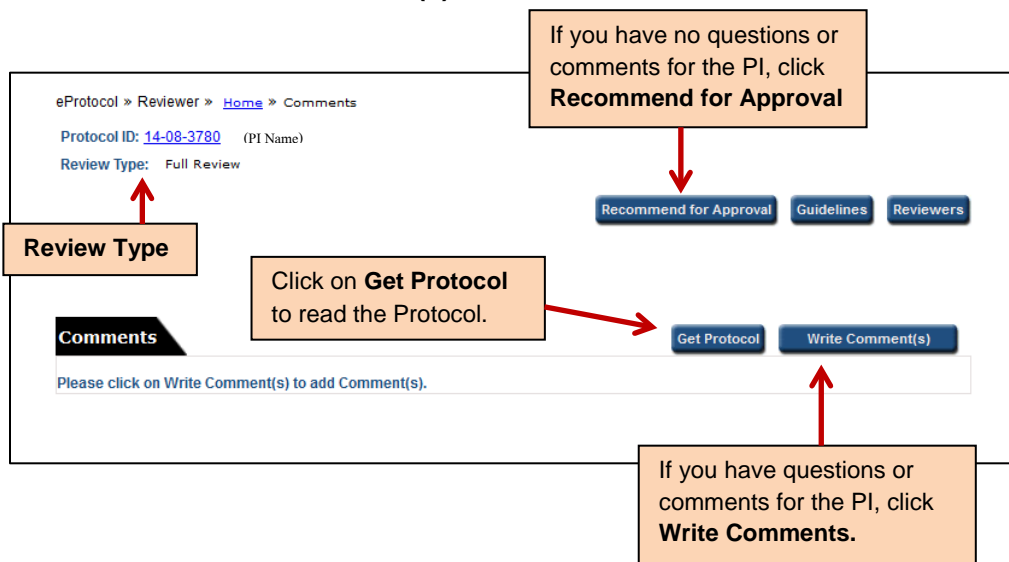 If you have no questions or
comments for the PI, click
Recommend for Approval
eProtocol » Reviewer » Home » Comments
Protocol ID: 14-08-3780 (PI Name)
Review Type: Full Review
Recommend for Approval Guidelines Reviewers
Review Type
Click on Get Protocol
to read the Protocol.
Comments
Get Protocol Write Comment(s)
Please click on Write Comment(s) to add Comment(s).
If you have questions or
comments for the PI, click
Write Comments.